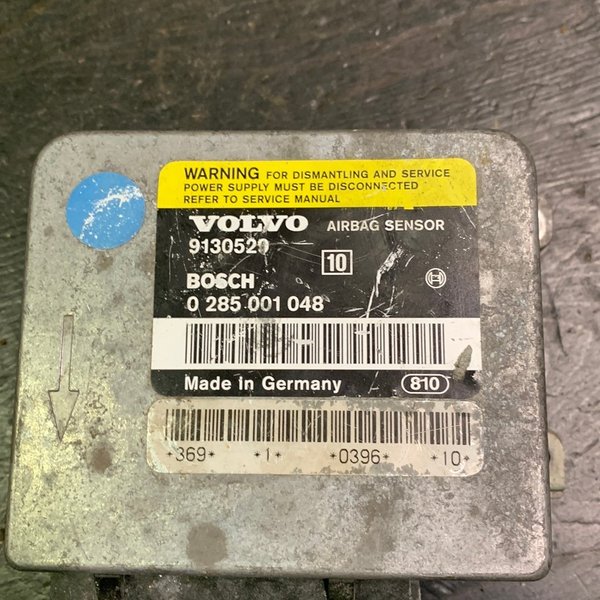 WARNING FOR DISMANTLING AND SERVICE
POWER SUPPLY MUST BE DISCONNECTED
REFER TO SERVICE MANUAL
VOLVO AIRBAG SENSOR
9130520
10
BOSCH
0 285 001 048
Made in Germany 810
*369* *1* *0396* *10*